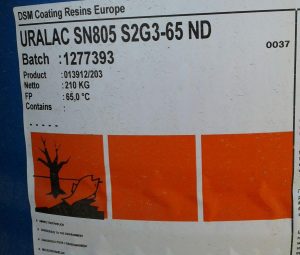 DSM Coating Resins Europe
URALAC SN805 S2G3-65 ND
0037
Batch : 1277393
Product : 013912/203
Netto : 210 KG
FP : 65,0°C
Contains :